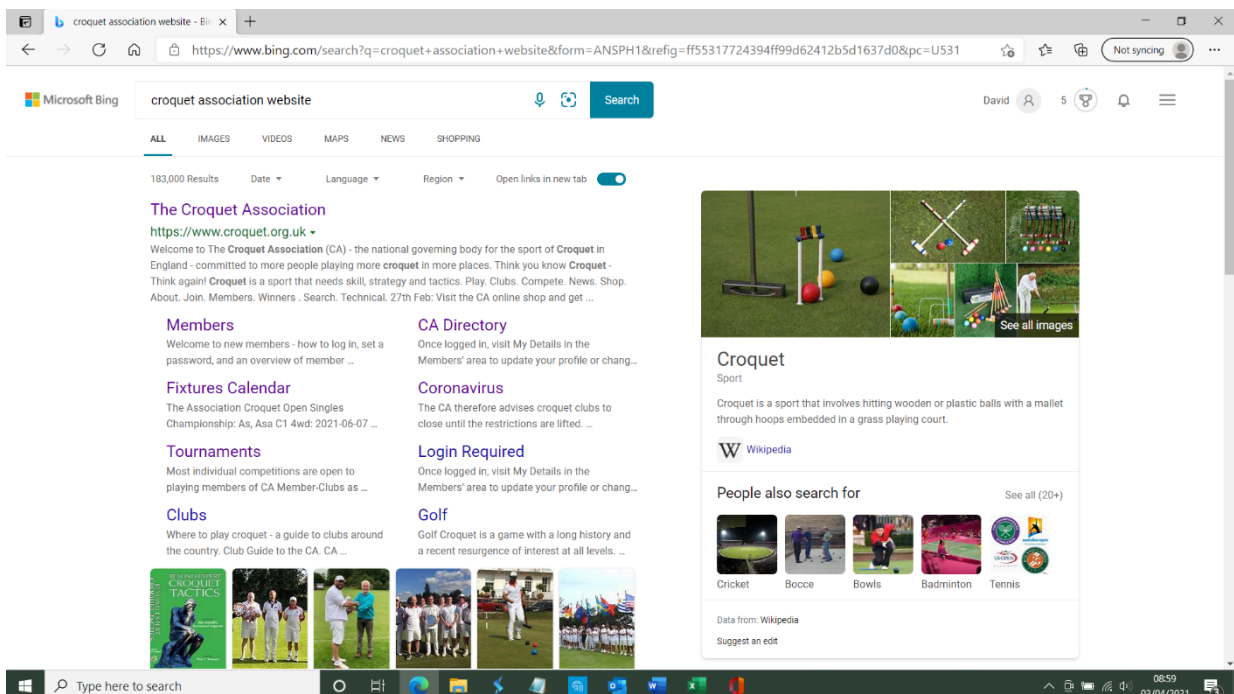 croquet association website - Bin
https://www.bing.com/search?q=croquet+association+website&form=ANSPH1&refig=ff55317724394ff99d62412b5d1637d0&pc=U531
Not syncing
Microsoft Bing
croquet association website
Search
David
5
ALL IMAGES VIDEOS MAPS NEWS SHOPPING
183,000 Results Date Language Region Open links in new tab
The Croquet Association
https://www.croquet.org.uk
Welcome to The Croquet Association (CA) - the national governing body for the sport of Croquet in
England - committed to more people playing more croquet in more places. Think you know Croquet -
Think again! Croquet is a sport that needs skill, strategy and tactics. Play. Clubs. Compete. News. Shop.
About. Join. Members. Winners . Search. Technical. 27th Feb: Visit the CA online shop and get ...
Members
Welcome to new members - how to log in, set a
password, and an overview of member ...
CA Directory
Once logged in, visit My Details in the
Members' area to update your profile or chang...
Fixtures Calendar
The Association Croquet Open Singles
Championship: As, Asa C1 4wd: 2021-06-07 ...
Coronavirus
The CA therefore advises croquet clubs to
close until the restrictions are lifted. ...
Tournaments
Most individual competitions are open to
playing members of CA Member-Clubs as ...
Login Required
Once logged in, visit My Details in the
Members' area to update your profile or chang...
Clubs
Where to play croquet - a guide to clubs around
the country. Club Guide to the CA. CA ...
Golf
Golf Croquet is a game with a long history and
a recent resurgence of interest at all levels. ...
CROQUET
TACTICS
See all images
Croquet
Sport
Croquet is a sport that involves hitting wooden or plastic balls with a mallet
through hoops embedded in a grass playing court.
W Wikipedia
People also search for See all (20+)
Cricket Bocce Bowls Badminton Tennis
Data from: Wikipedia
Suggest an edit
Type here to search
08:59
03/04/2021